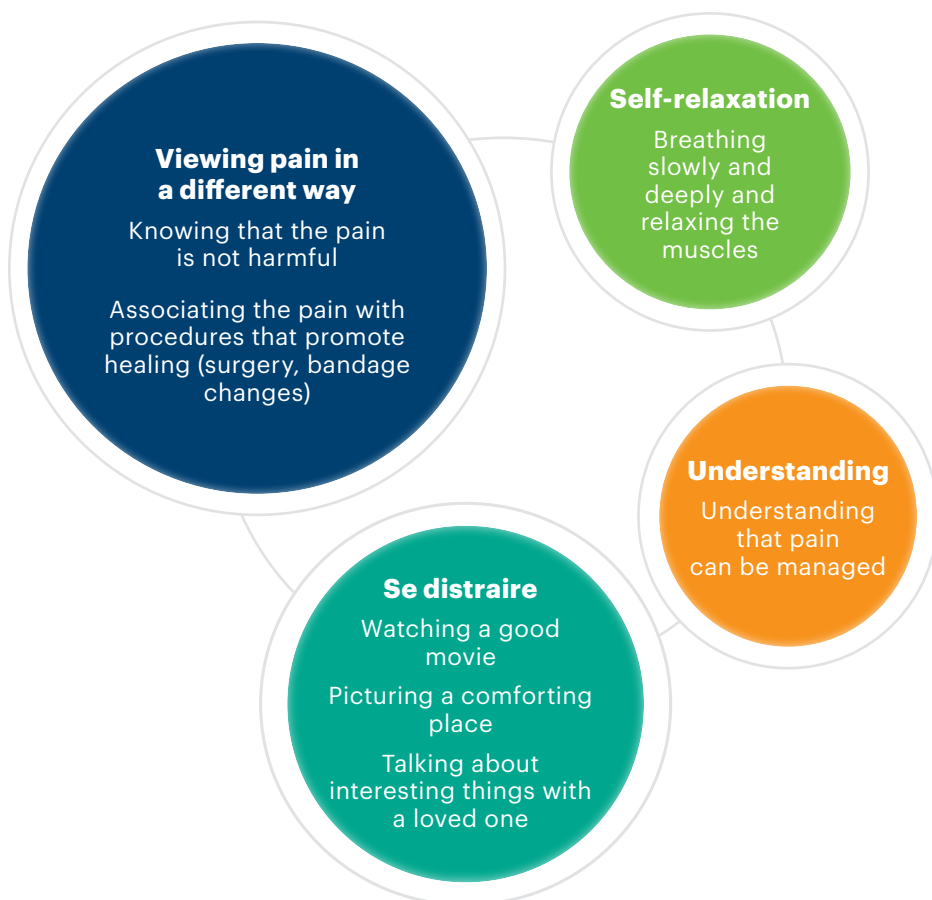 Viewing pain in
a different way
Knowing that the pain
is not harmful
Associating the pain with
procedures that promote
healing (surgery, bandage
changes)
Self-relaxation
Breathing
slowly and
deeply and
relaxing the
muscles
Understanding
Understanding
that pain
can be managed
Se distraire
Watching a good
movie
Picturing a comforting
place
Talking about
interesting things with
a loved one